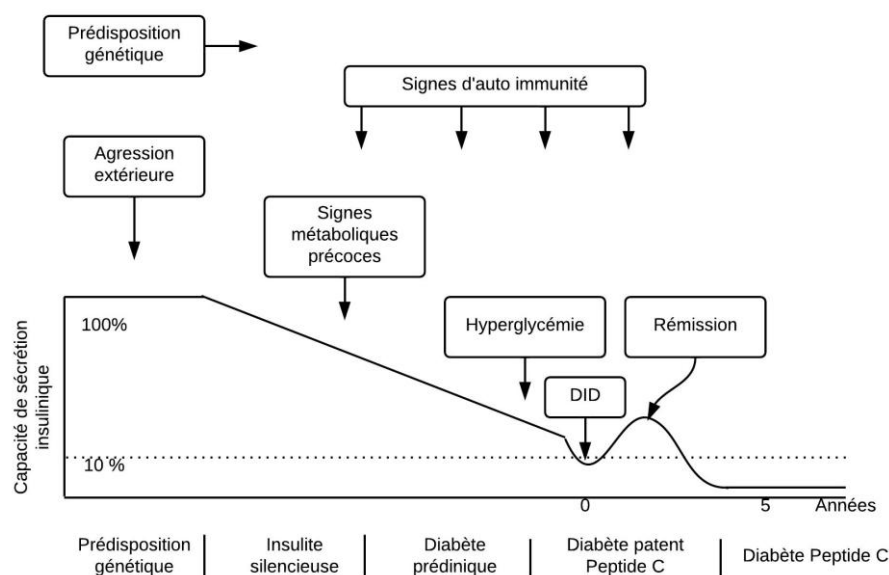 Prédisposition
génétique
Signes d'auto immunité
Agression
extérieure
Signes
métaboliques
précoces
Hyperglycémie
Rémission
DID
Capacité de sécrétion
insulinique
100%
10 %
0
5
Années
Prédisposition
génétique
Insulite
silencieuse
Diabète
prédinique
Diabète patent
Peptide C
Diabète Peptide C